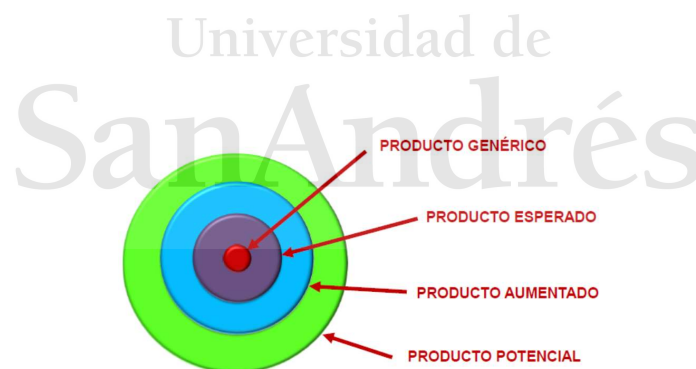 Universidad de
SanAndrés
PRODUCTO GENÉRICO
PRODUCTO ESPERADO
PRODUCTO AUMENTADO
PRODUCTO POTENCIAL